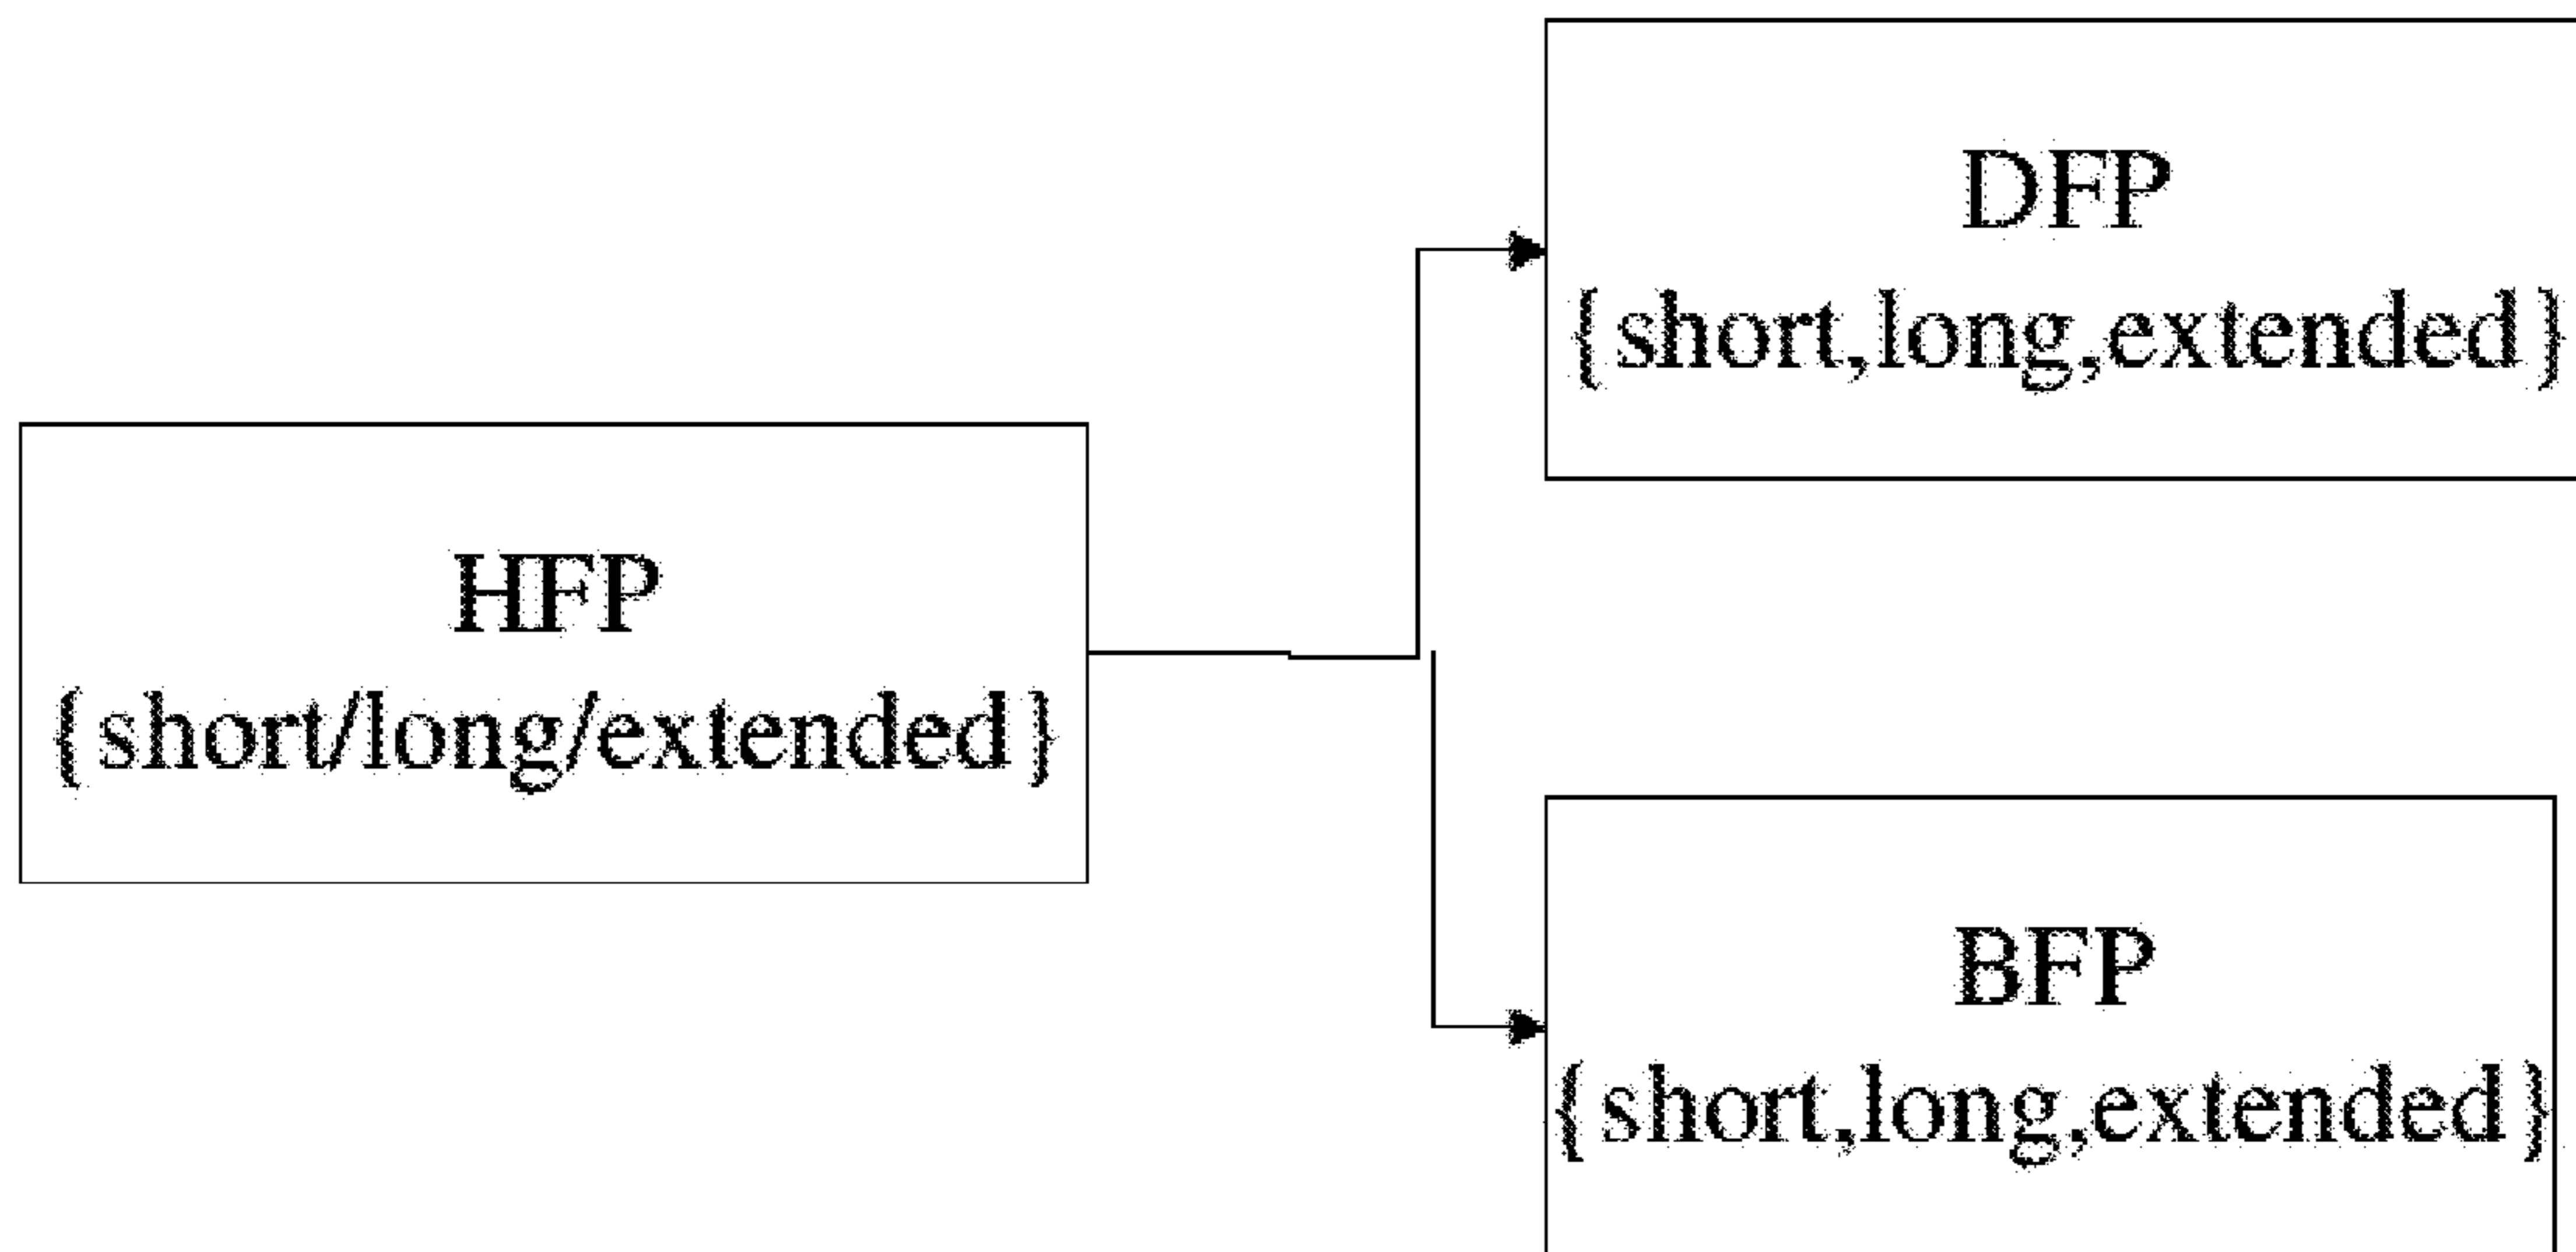 DFP
{short,long,extended}
HFP
{short/long/extended}
BFP
{short,long,extended}